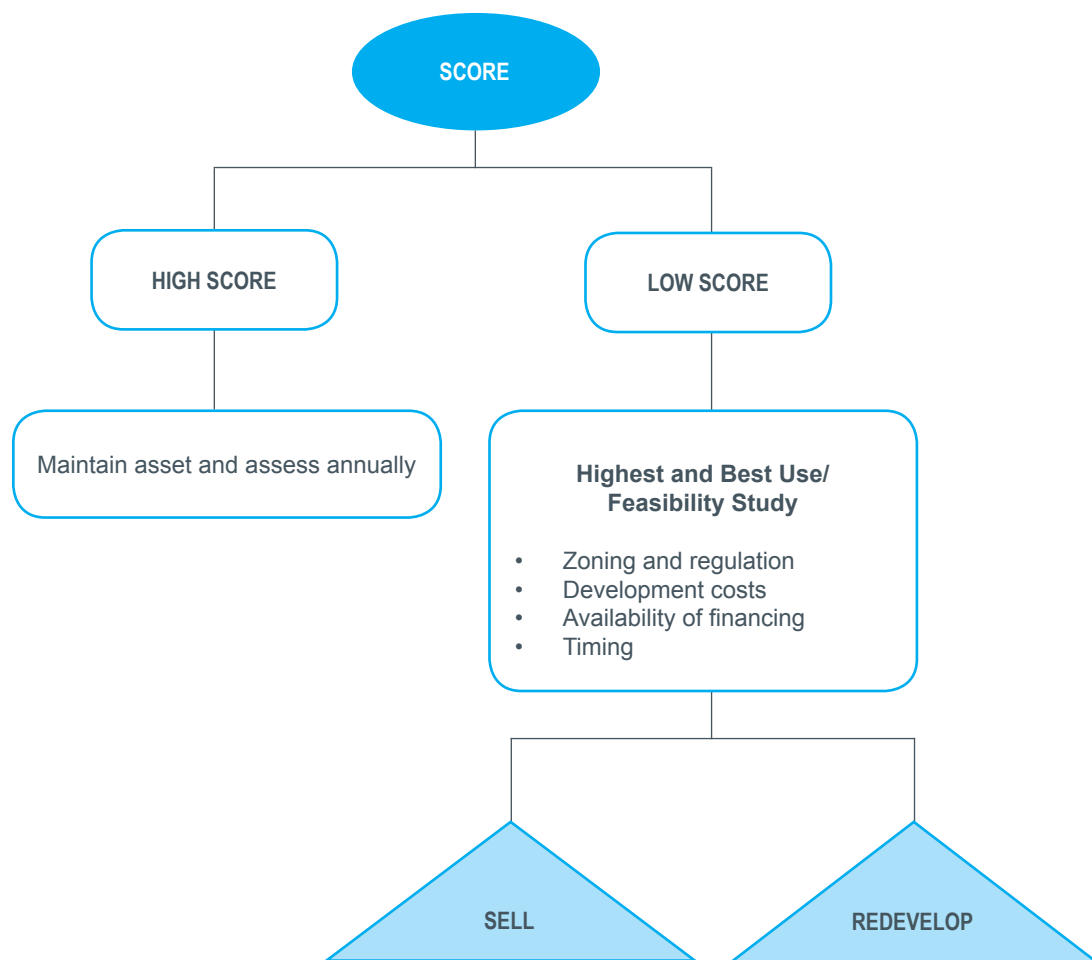 SCORE
HIGH SCORE
LOW SCORE
Maintain asset and assess annually
Highest and Best Use/
Feasibility Study
• Zoning and regulation
• Development costs
• Availability of financing
• Timing
SELL
REDEVELOP